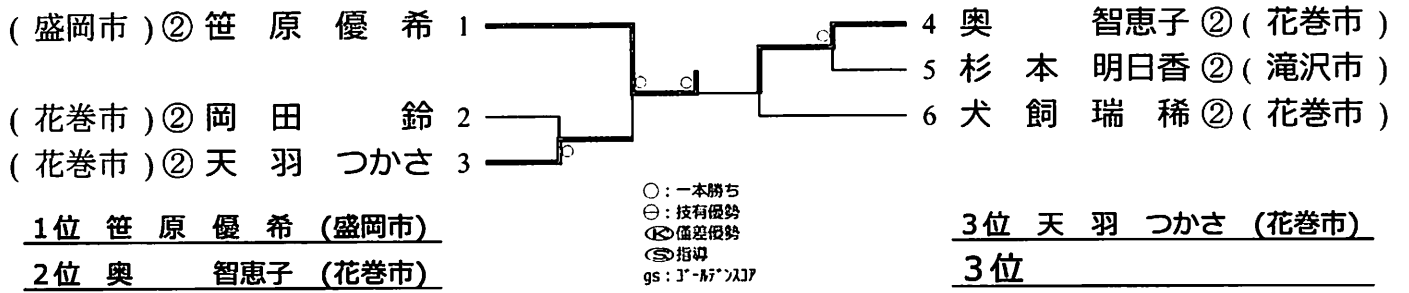 ( 盛岡市 ) ② 笹 原 優 希 1
( 花巻市 ) ② 岡 田 鈴 2
( 花巻市 ) ② 天 羽 つかさ 3
4 奥 智恵子 ② ( 花巻市 )
5 杉 本 明日香 ② ( 滝沢市 )
6 犬 飼 瑞 稀 ② ( 花巻市 )
○ : 一本勝ち
⊖ : 技有優勢
Ⓚ 僅差優勢
Ⓢ 指導
gs : ゴールデンスコア
1位 笹 原 優 希 (盛岡市)
2位 奥 智恵子 (花巻市)
3位 天 羽 つかさ (花巻市)
3位